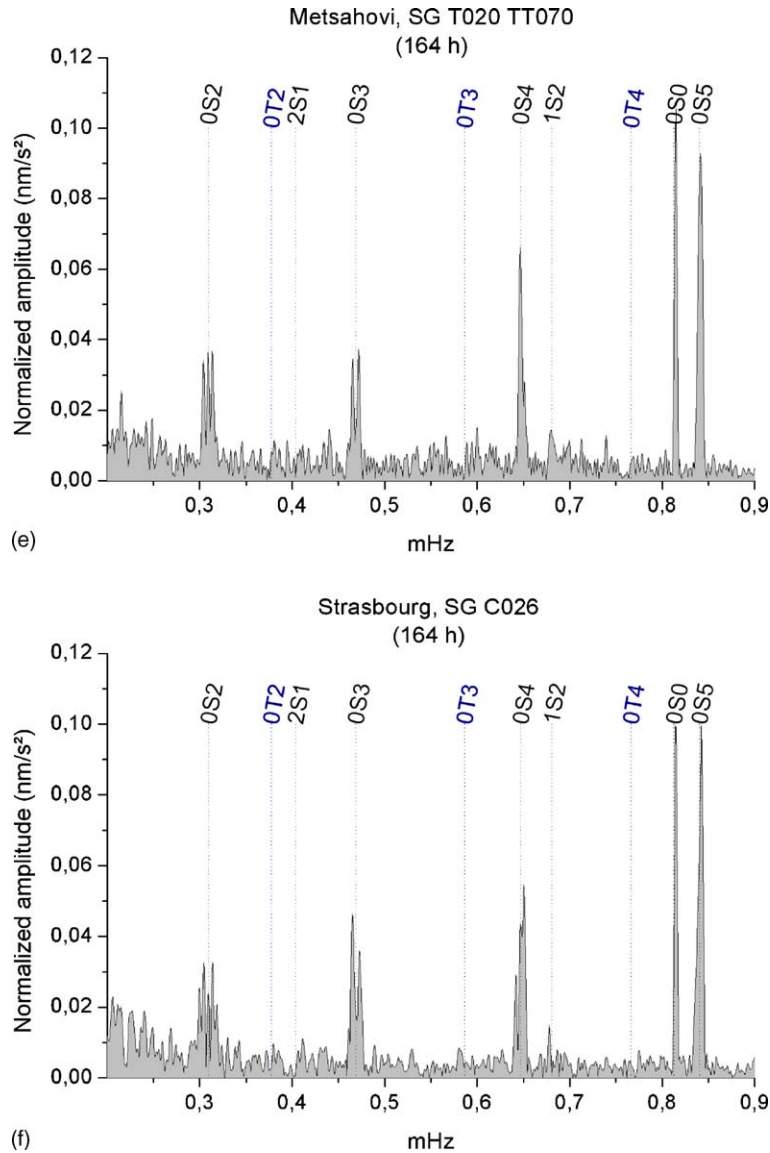 Metsahovi, SG T020 TT070
(164 h)
Normalized amplitude (nm/s²)
0,12
0,10
0,08
0,06
0,04
0,02
0,00
0S2
0T2
2S1
0S3
0T3
0S4
1S2
0T4
0S0
0S5
0,3 0,4 0,5 0,6 0,7 0,8 0,9
mHz
(e)
Strasbourg, SG C026
(164 h)
Normalized amplitude (nm/s²)
0,12
0,10
0,08
0,06
0,04
0,02
0,00
0S2
0T2
2S1
0S3
0T3
0S4
1S2
0T4
0S0
0S5
0,3 0,4 0,5 0,6 0,7 0,8 0,9
mHz
(f)